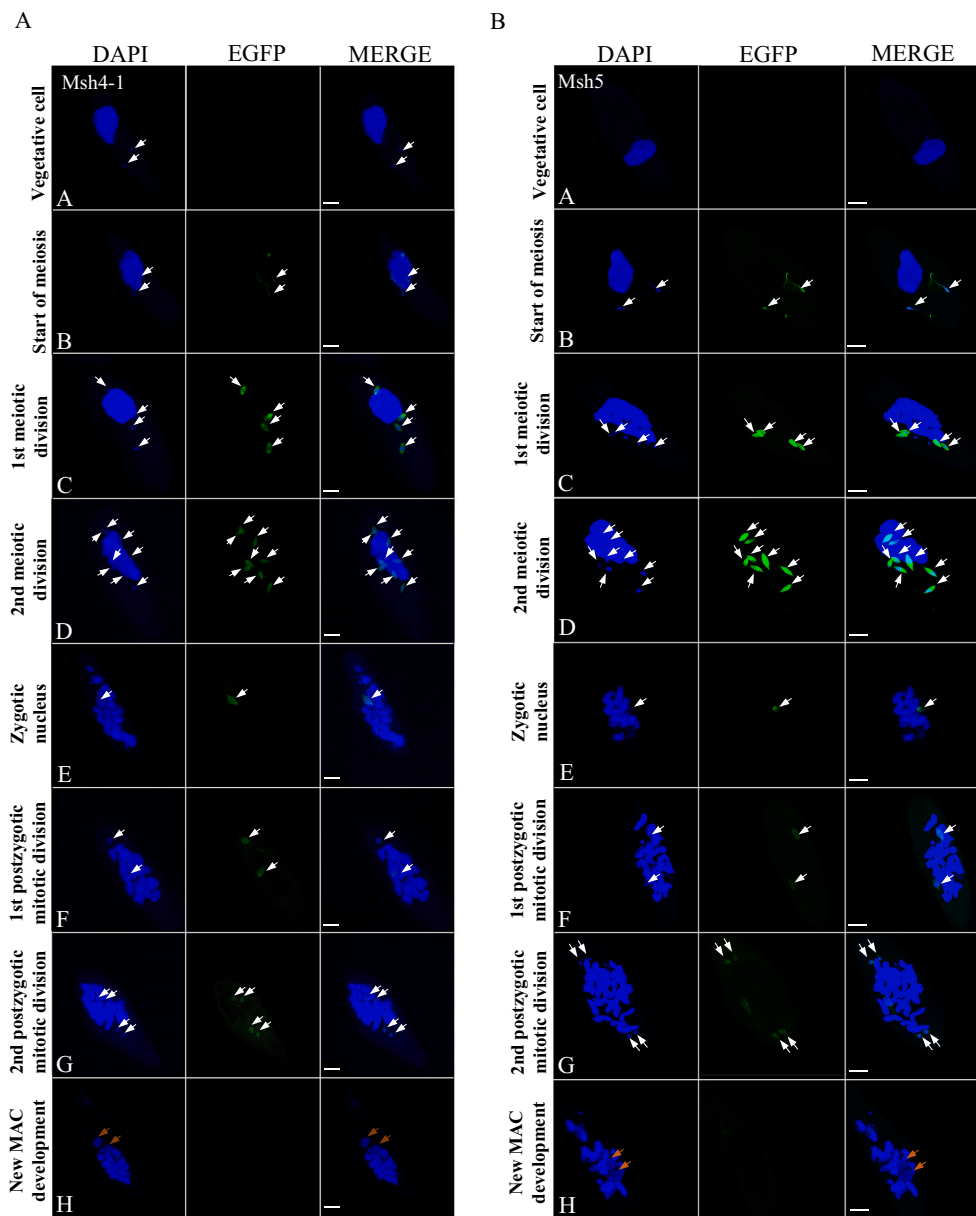 A
DAPI EGFP MERGE
Msh4-1
Vegetative cell
A
Start of meiosis
B
1st meiotic
division
C
2nd meiotic
division
D
Zygotic
nucleus
E
1st postzygotic
mitotic division
F
2nd postzygotic
mitotic division
G
New MAC
development
H
B
DAPI EGFP MERGE
Msh5
Vegetative cell
A
Start of meiosis
B
1st meiotic
division
C
2nd meiotic
division
D
Zygotic
nucleus
E
1st postzygotic
mitotic division
F
2nd postzygotic
mitotic division
G
New MAC
development
H